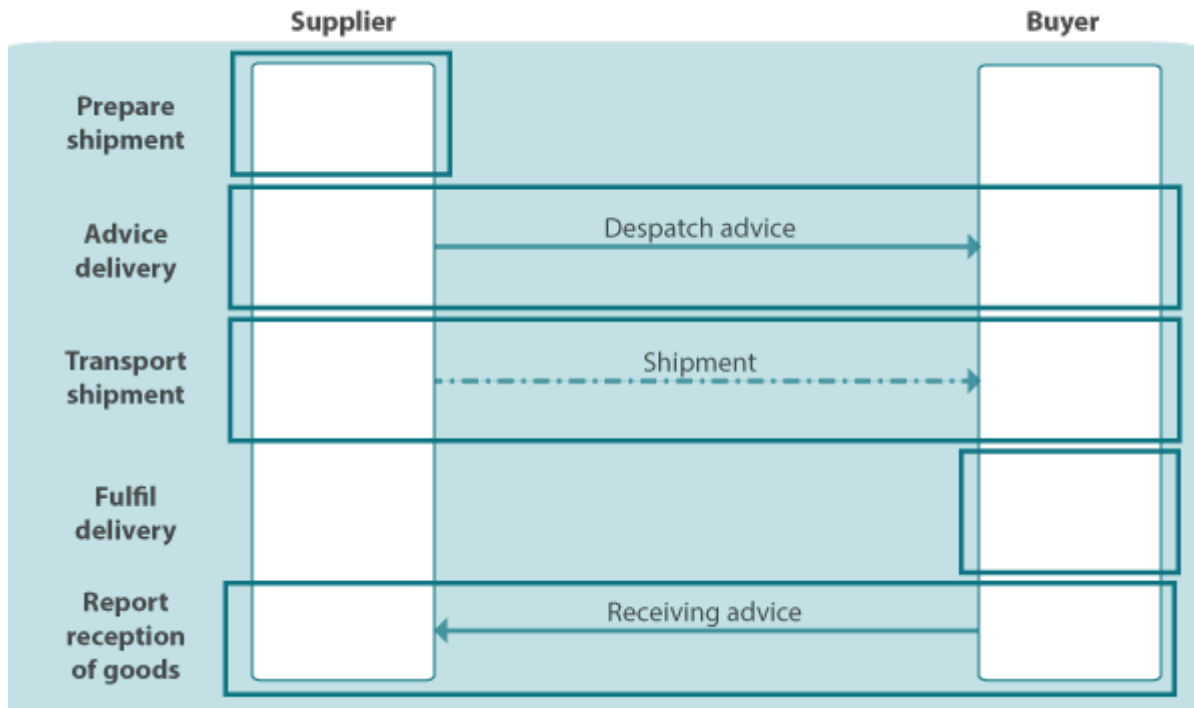 Supplier
Buyer
Prepare
shipment
Advice
delivery
Despatch advice
Transport
shipment
Shipment
Fulfil
delivery
Report
reception
of goods
Receiving advice